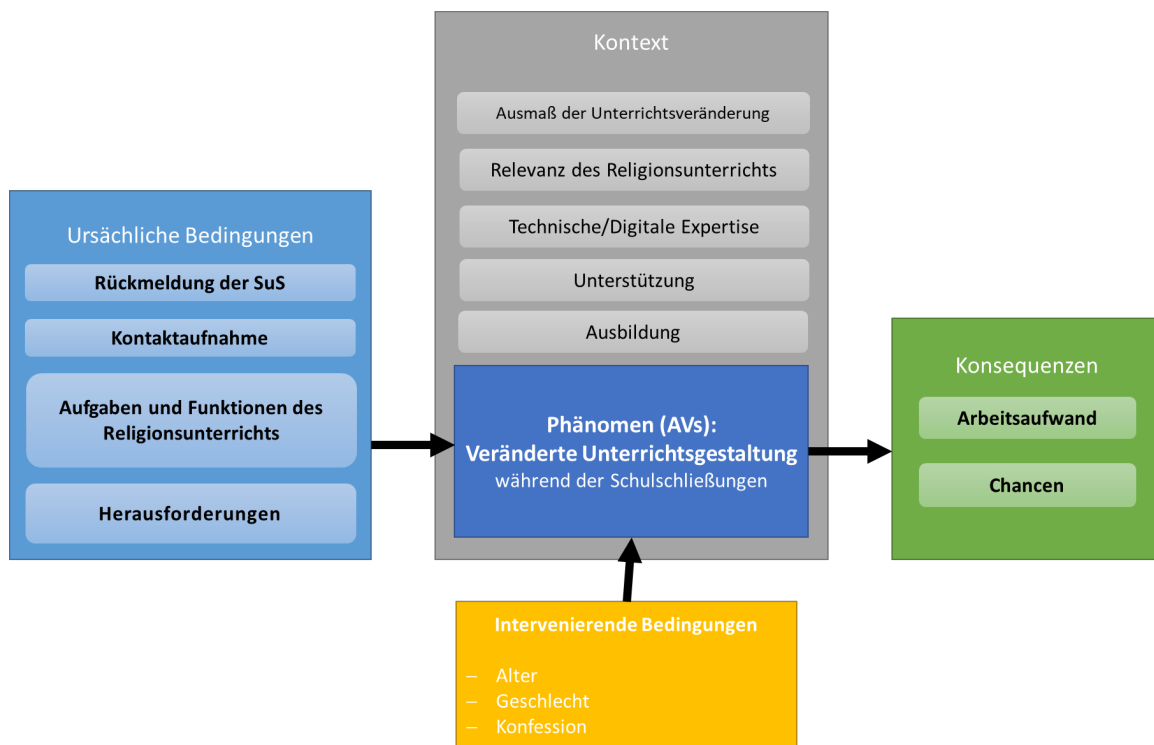 Kontext
Ausmaß der Unterrichtsveränderung
Relevanz des Religionsunterrichts
Technische/Digitale Expertise
Unterstützung
Ausbildung
Ursächliche Bedingungen
Rückmeldung der SuS
Kontaktaufnahme
Aufgaben und Funktionen des
Religionsunterrichts
Herausforderungen
Phänomen (AVs):
Veränderte Unterrichtsgestaltung
während der Schulschließungen
Konsequenzen
Arbeitsaufwand
Chancen
Intervenierende Bedingungen
– Alter
– Geschlecht
– Konfession